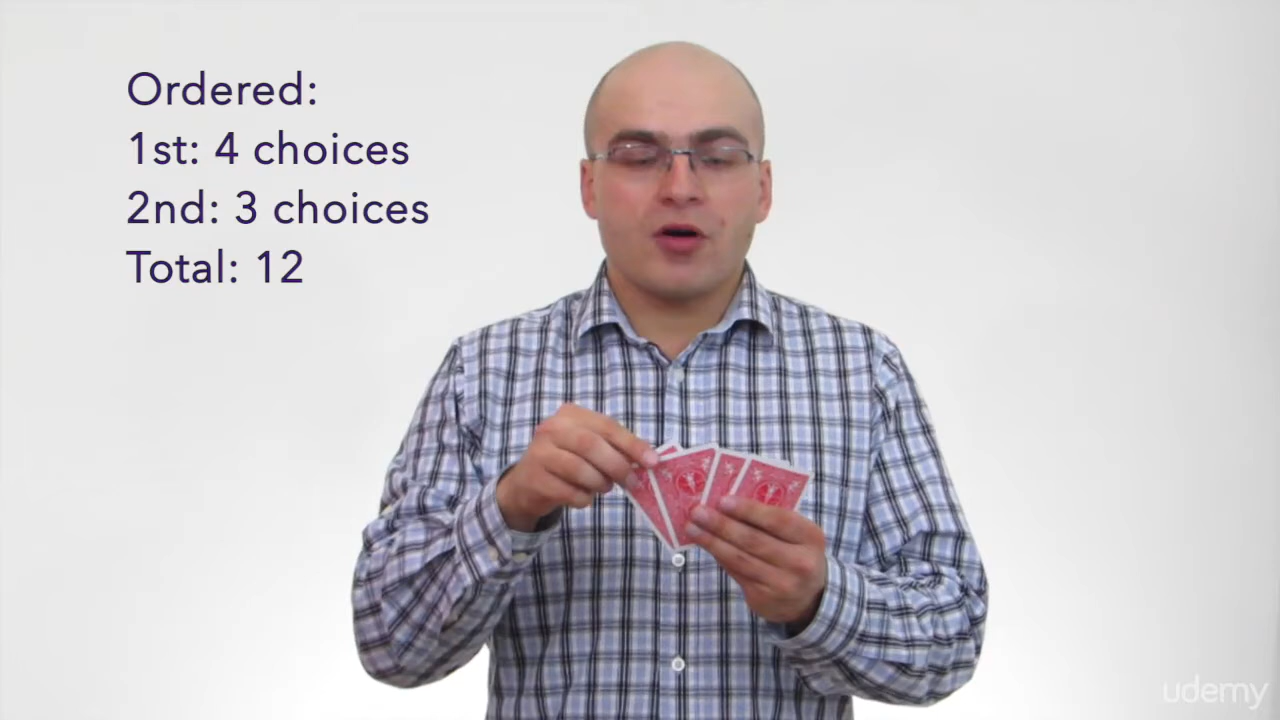 Ordered:
1st: 4 choices
2nd: 3 choices
Total: 12
udemy